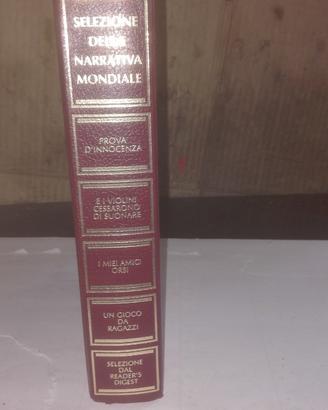 SELEZIONE
DELLA
NARRATIVA
MONDIALE
PROVA
D'INNOCENZA
E I VIOLINI
CESSARONO
DI SUONARE
I MIEI AMICI
ORSI
UN GIOCO
DA
RAGAZZI
SELEZIONE
DAL
READER'S
DIGEST